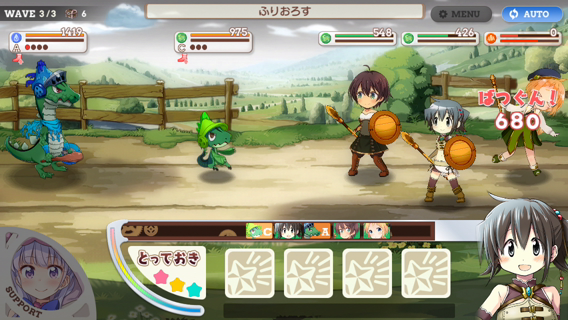 WAVE 3/3
6
ふりおろす
MENU
AUTO
1419
A
975
C
548
426
0
ばつぐん!
680
C
A
とっておき
SUPPORT